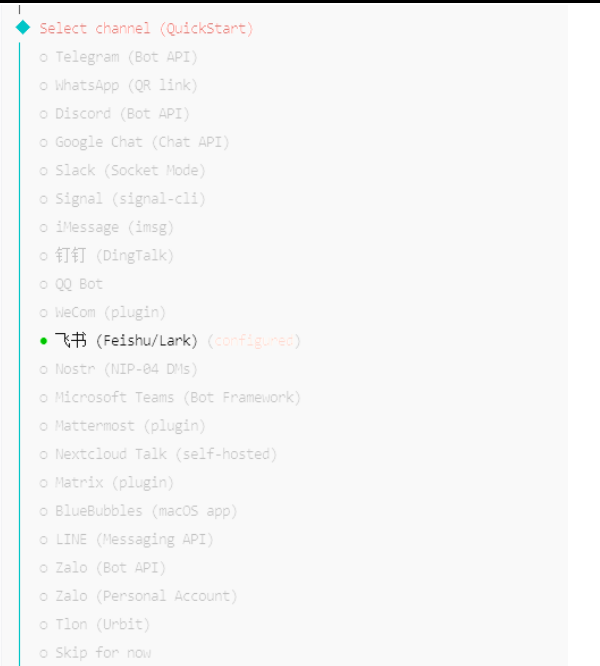 Select channel (QuickStart)
Telegram (Bot API)
WhatsApp (QR link)
Discord (Bot API)
Google Chat (Chat API)
Slack (Socket Mode)
Signal (signal-cli)
iMessage (imsg)
钉钉 (DingTalk)
QQ Bot
WeCom (plugin)
飞书 (Feishu/Lark) (configured)
Nostr (NIP-04 DMs)
Microsoft Teams (Bot Framework)
Mattermost (plugin)
Nextcloud Talk (self-hosted)
Matrix (plugin)
BlueBubbles (macOS app)
LINE (Messaging API)
Zalo (Bot API)
Zalo (Personal Account)
Tlon (Urbit)
Skip for now